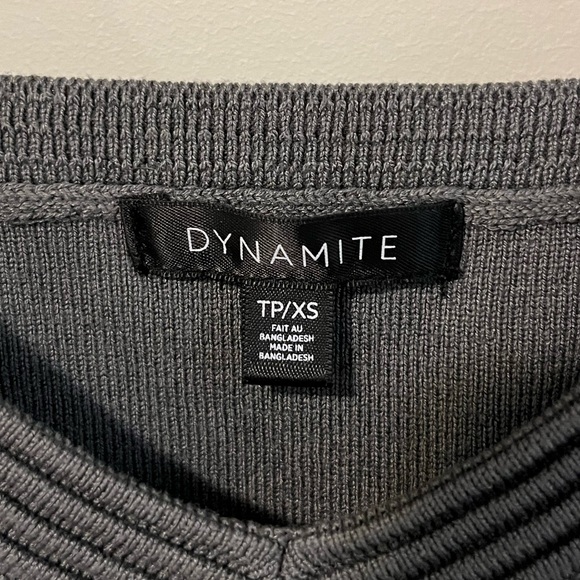 DYNAMITE
TP/XS
FAIT AU
BANGLADESH
MADE IN
BANGLADESH